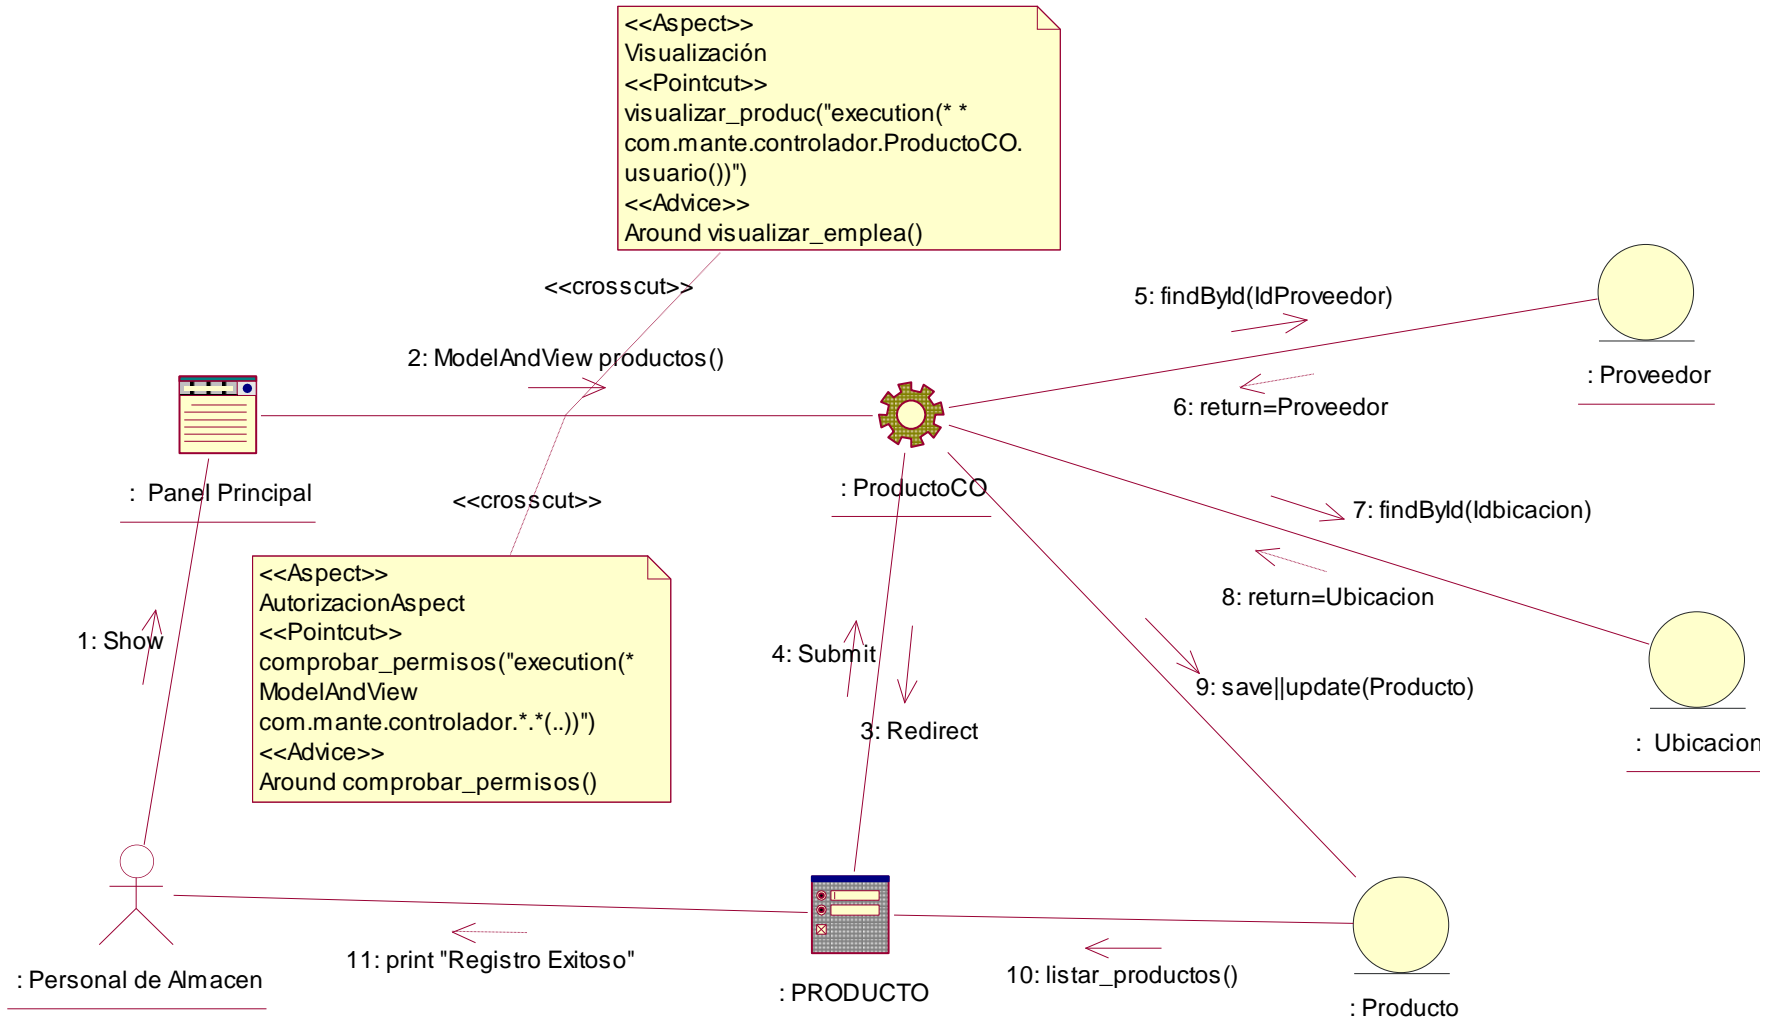 <<Aspect>>
Visualización
<<Pointcut>>
visualizar_produc("execution(* *
com.mante.controlador.ProductoCO.
usuario())")
<<Advice>>
Around visualizar_emplea()
<<crosscut>>
5: findById(IdProveedor)
2: ModelAndView productos()
: Proveedor
6: return=Proveedor
: Panel Principal
: ProductoCO
<<crosscut>>
7: findById(Idbicacion)
<<Aspect>>
AutorizacionAspect
<<Pointcut>>
comprobar_permisos("execution(*
ModelAndView
com.mante.controlador.*.*(..))")
<<Advice>>
Around comprobar_permisos()
8: return=Ubicacion
1: Show
4: Submit
9: save||update(Producto)
3: Redirect
: Ubicacion
11: print "Registro Exitoso"
10: listar_productos()
: Personal de Almacen
: PRODUCTO
: Producto